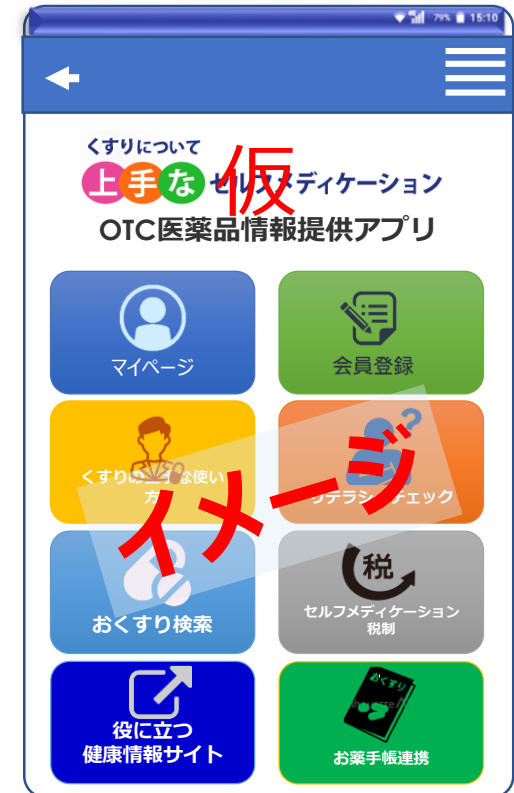 79% 15:10
くすりについて
上手な セルフメディケーション
仮
OTC医薬品情報提供アプリ
マイページ
会員登録
くすりの上手な使い
方
リテラシーチェック
イメージ
おくすり検索
税
セルフメディケーション
税制
役に立つ
健康情報サイト
おくすり
お薬手帳連携